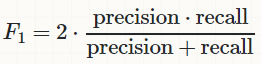 F₁ = 2 · (precision · recall) / (precision + recall)